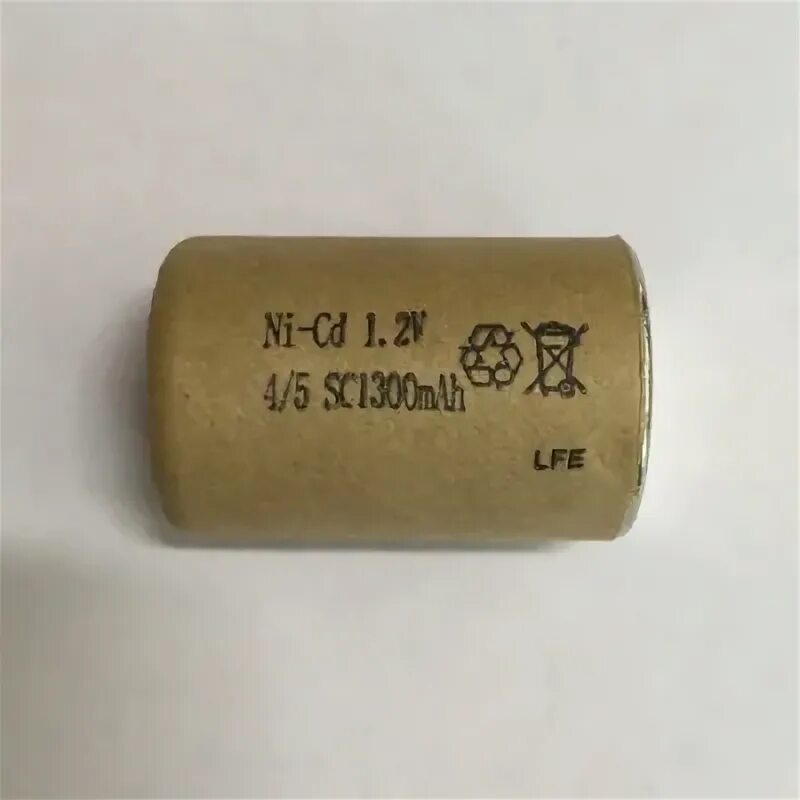 Ni-Cd 1.2V
4/5 SC1300mAh
LFE